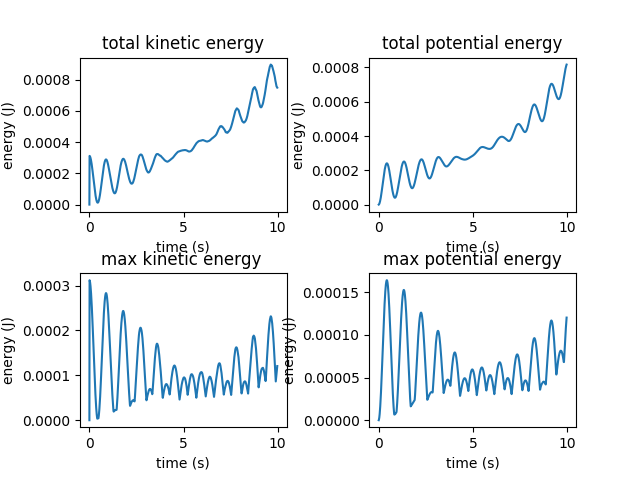 total kinetic energy
energy (J)
0.0008
0.0006
0.0004
0.0002
0.0000
0 5 10
time (s)
total potential energy
energy (J)
0.0008
0.0006
0.0004
0.0002
0.0000
0 5 10
time (s)
max kinetic energy
energy (J)
0.0003
0.0002
0.0001
0.0000
0 5 10
time (s)
max potential energy
energy (J)
0.00015
0.00010
0.00005
0.00000
0 5 10
time (s)